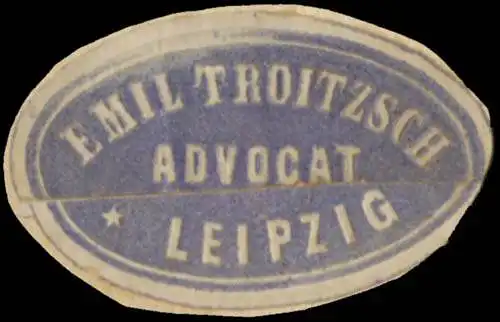 EMIL TROITZSCH
ADVOCAT
LEIPZIG